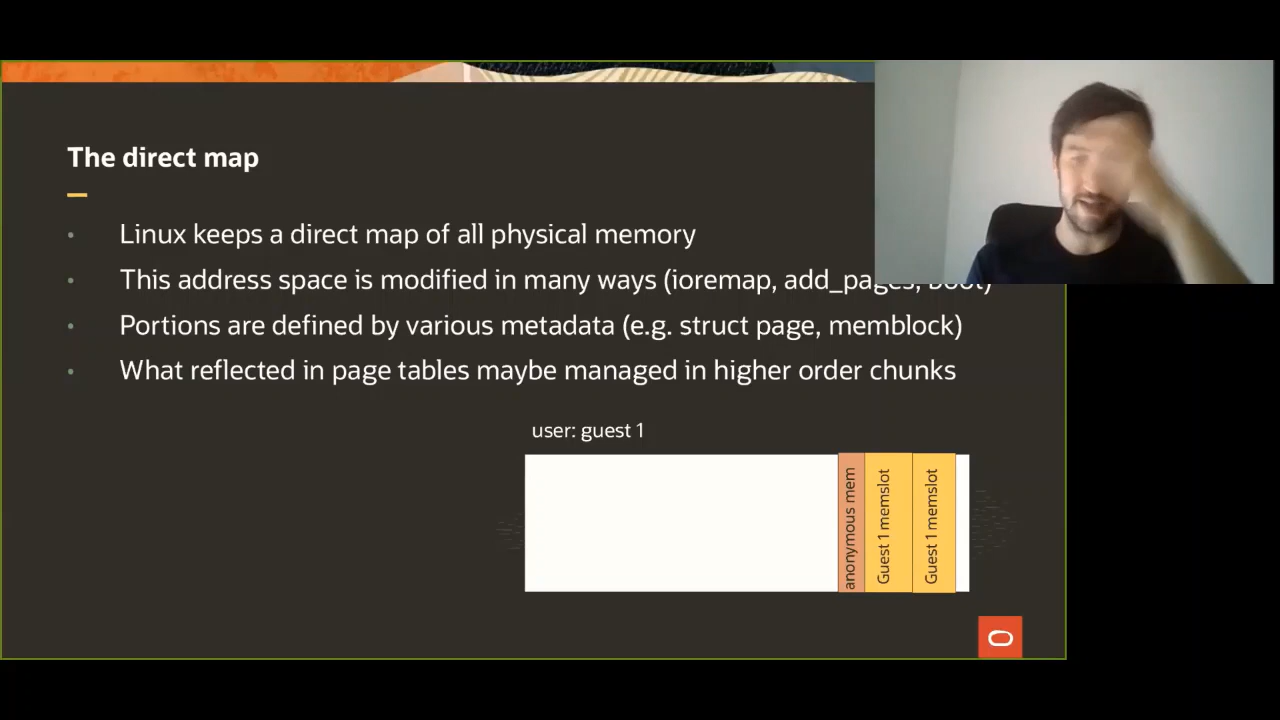 The direct map
Linux keeps a direct map of all physical memory
This address space is modified in many ways (ioremap, add_pages, boot)
Portions are defined by various metadata (e.g. struct page, memblock)
What reflected in page tables maybe managed in higher order chunks
user: guest 1
anonymous mem
Guest 1 memslot
Guest 1 memslot